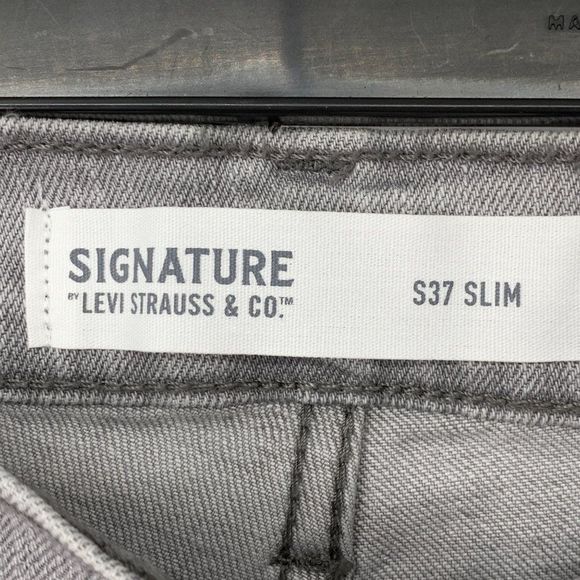 SIGNATURE
BY LEVI STRAUSS & CO.™
S37 SLIM